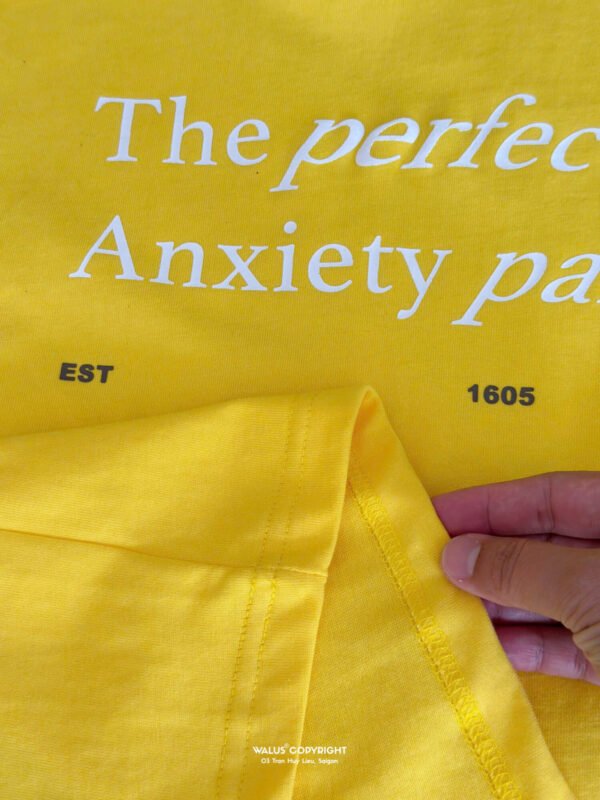 The perfec
Anxiety pa
EST 1605
WALUS® COPYRIGHT
03 Tran Huy Lieu, Saigon